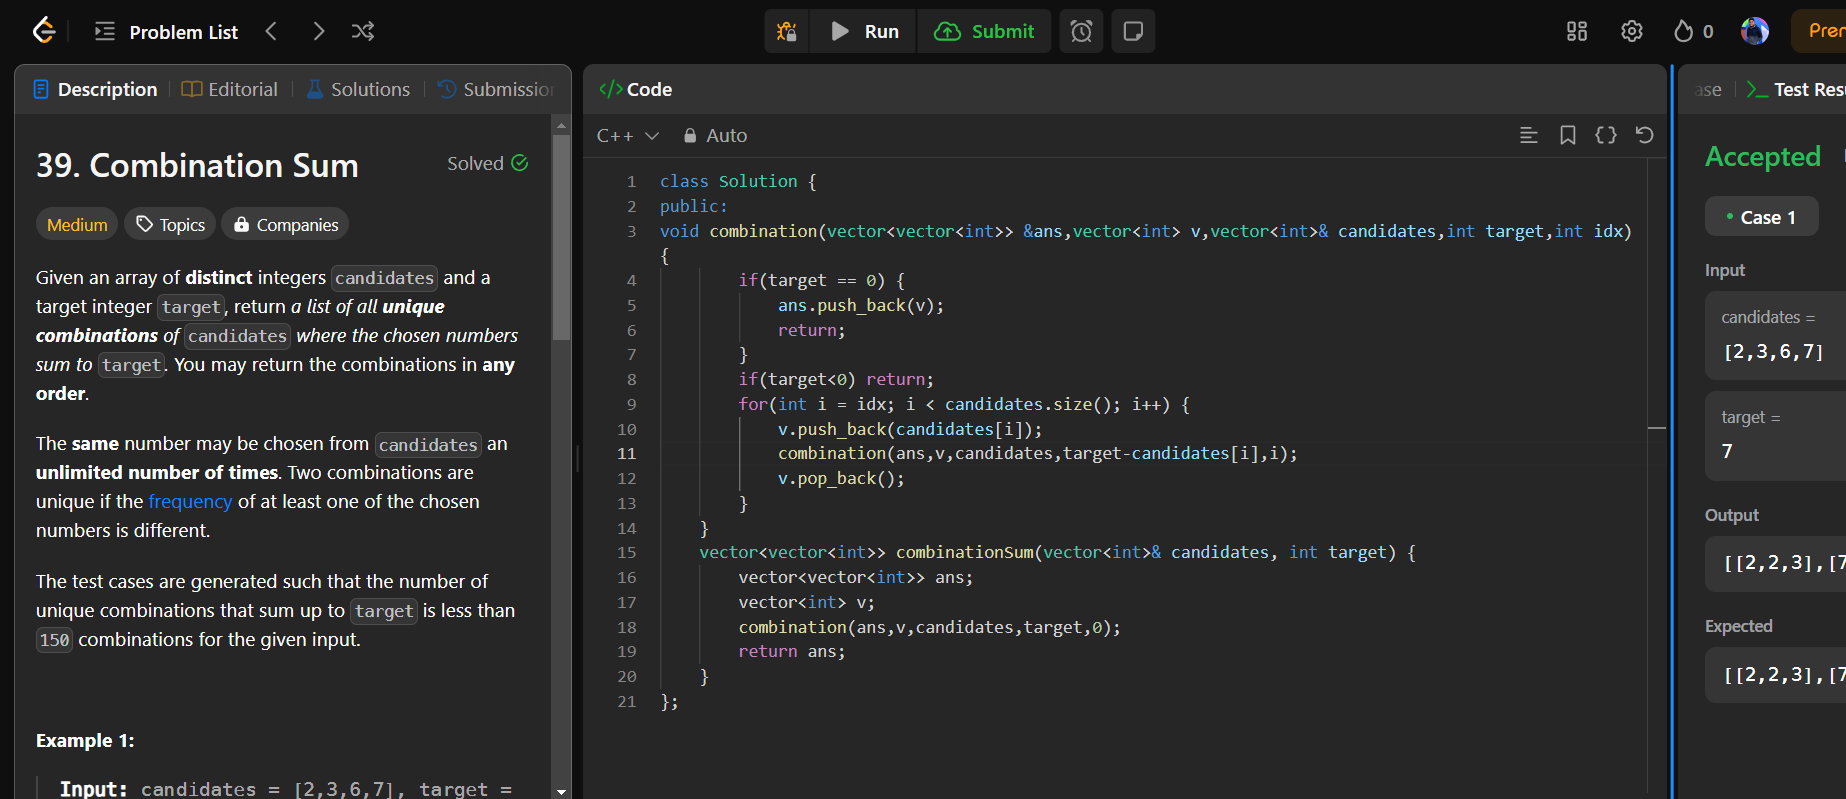 Problem List
Run
Submit
0
Description
Editorial
Solutions
39. Combination Sum
Solved
Medium
Topics
Companies
Given an array of distinct integers candidates and a
target integer target, return a list of all unique
combinations of candidates where the chosen numbers
sum to target. You may return the combinations in any
order.
The same number may be chosen from candidates an
unlimited number of times. Two combinations are
unique if the frequency of at least one of the chosen
numbers is different.
The test cases are generated such that the number of
unique combinations that sum up to target is less than
150 combinations for the given input.
Example 1:
Input: candidates = [2,3,6,7], target =
</> Code
C++
Auto
1 class Solution {
2 public:
3 void combination(vector<vector<int>> &ans,vector<int> v,vector<int>& candidates,int target,int idx)
{
4 if(target == 0) {
5 ans.push_back(v);
6 return;
7 }
8 if(target<0) return;
9 for(int i = idx; i < candidates.size(); i++) {
10 v.push_back(candidates[i]);
11 combination(ans,v,candidates,target-candidates[i],i);
12 v.pop_back();
13 }
14 }
15 vector<vector<int>> combinationSum(vector<int>& candidates, int target) {
16 vector<vector<int>> ans;
17 vector<int> v;
18 combination(ans,v,candidates,target,0);
19 return ans;
20 }
21 };
Test
Accepted
Case 1
Input
candidates =
[2,3,6,7]
target =
7
Output
[[2,2,3],[7
Expected
[[2,2,3],[7